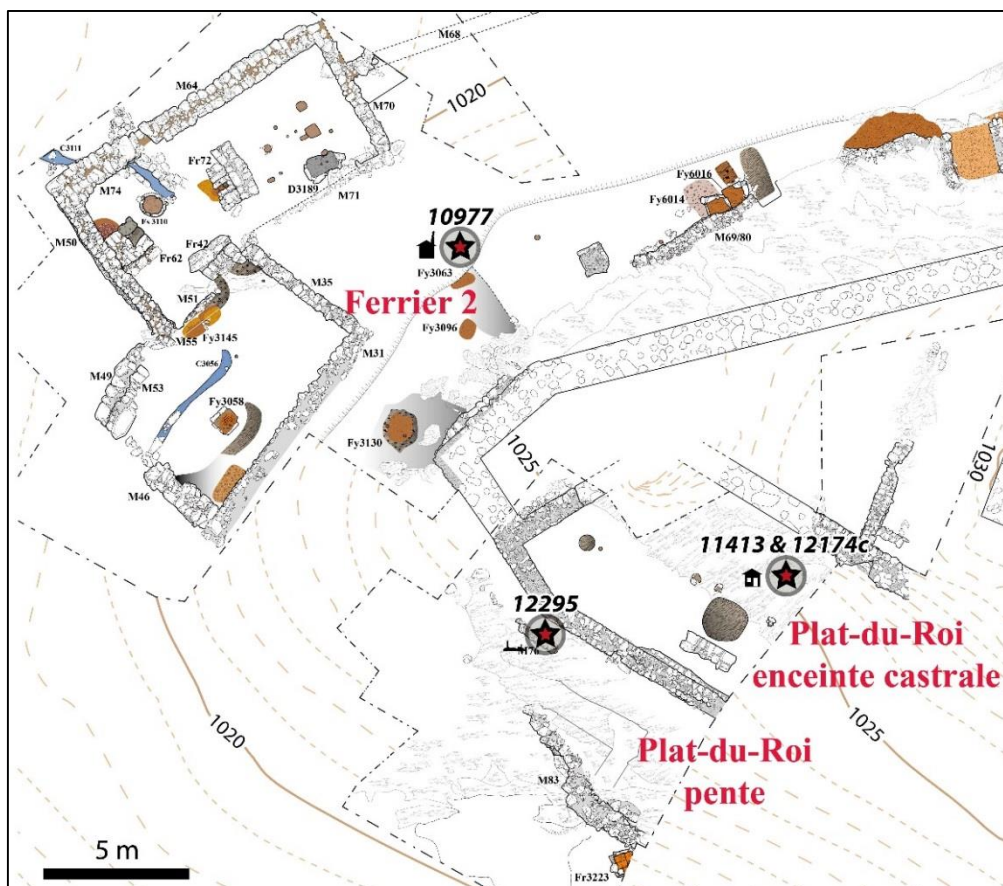 M68
M64
1020
C3111
M70
Fr72
D3189
M74
Fs 3110
M71
Fy6016
Fy6014
10977
M69/80
M50
Fr42
Fr62
Fy3063
M35
M51
Ferrier 2
Fy3096
Fy3145
M55
M31
C3056
M49
M53
Fy3058
Fy3130
1025
1030
M46
11413 & 12174c
12295
Plat-du-Roi
enceinte castrale
1020
Plat-du-Roi
pente
1025
M83
5 m
Fr3223